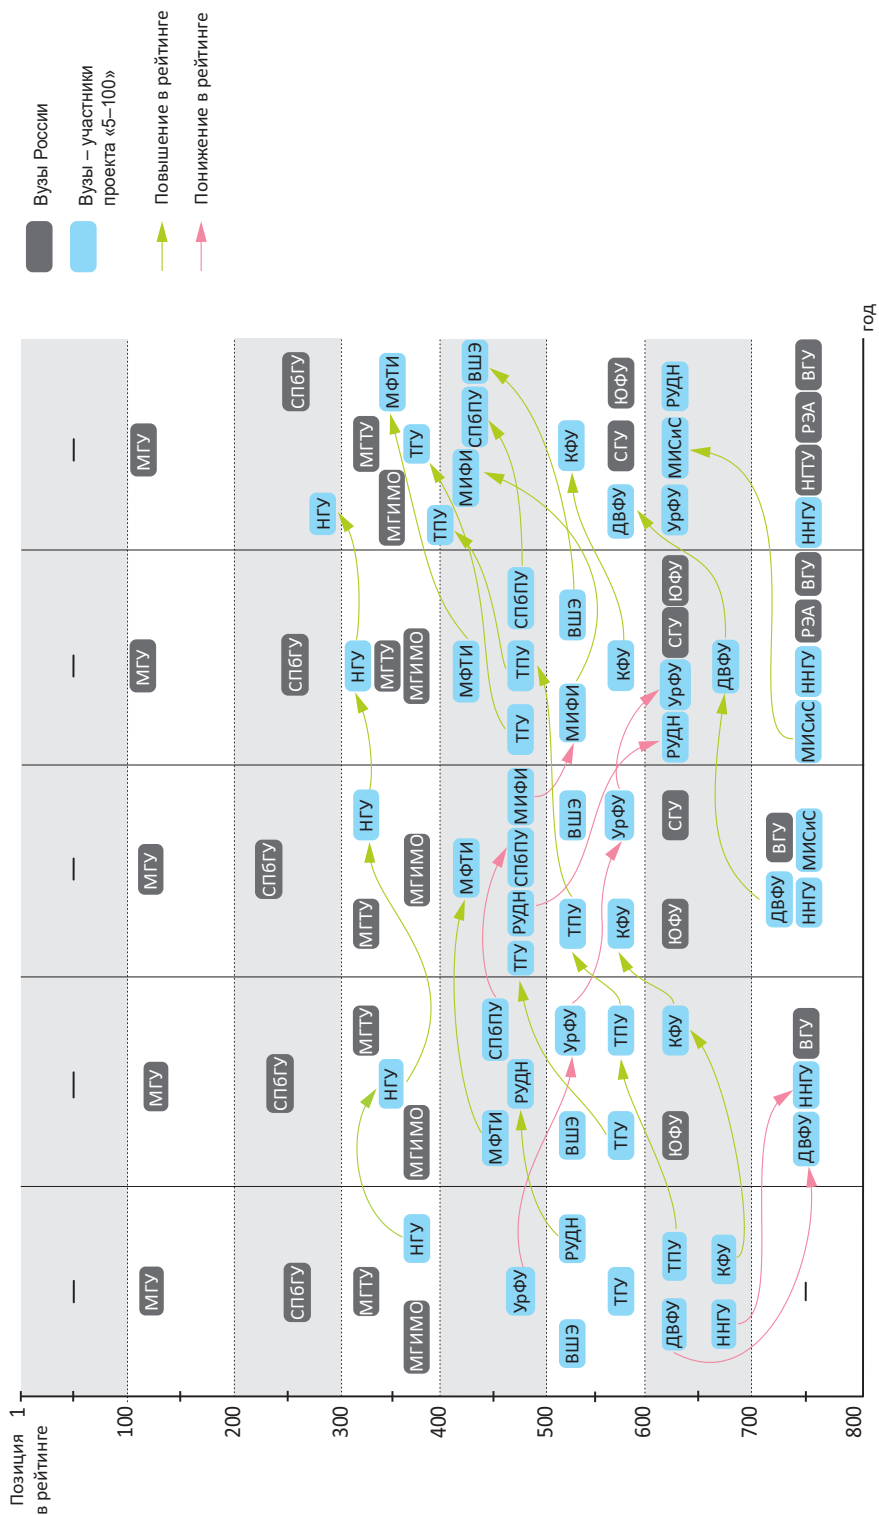 Позиция
в рейтинге
1
100
200
300
400
500
600
700
800
—
МГУ
СПбГУ
МГТУ
МГИМО
НГУ
УрФУ
ВШЭ
РУДН
ТГУ
ДВФУ
ТПУ
ННГУ
КФУ
—
—
МГУ
СПбГУ
МГТУ
НГУ
МГИМО
МФТИ
СПбПУ
РУДН
ВШЭ
УрФУ
ТГУ
ТПУ
ЮФУ
КФУ
ДВФУ
ННГУ
ВГУ
—
МГУ
СПбГУ
МГТУ
НГУ
МГИМО
МФТИ
ТГУ
РУДН
СПбПУ
МИФИ
ТПУ
ВШЭ
КФУ
УрФУ
ЮФУ
СГУ
ДВФУ
ВГУ
ННГУ
МИСиС
—
МГУ
СПбГУ
НГУ
МГТУ
МГИМО
МФТИ
ТГУ
ТПУ
СПбПУ
МИФИ
ВШЭ
КФУ
РУДН
УрФУ
СГУ
ЮФУ
ДВФУ
МИСиС
ННГУ
РЭА
ВГУ
—
МГУ
СПбГУ
НГУ
МГТУ
МГИМО
МФТИ
ТГУ
ТПУ
МИФИ
СПбПУ
ВШЭ
КФУ
ДВФУ
СГУ
ЮФУ
УрФУ
МИСиС
РУДН
ННГУ
НГТУ
РЭА
ВГУ
год
Вузы России
Вузы – участники
проекта «5–100»
Повышение в рейтинге
Понижение в рейтинге